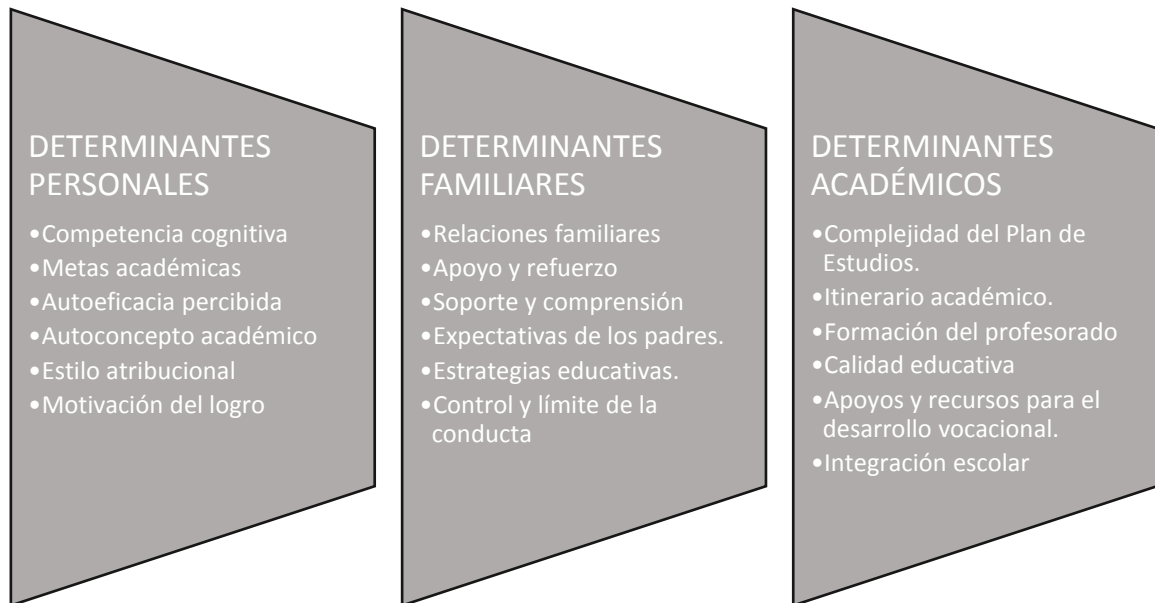 DETERMINANTES
PERSONALES
•Competencia cognitiva
•Metas académicas
•Autoeficacia percibida
•Autoconcepto académico
•Estilo atribucional
•Motivación del logro
DETERMINANTES
FAMILIARES
•Relaciones familiares
•Apoyo y refuerzo
•Soporte y comprensión
•Expectativas de los padres.
•Estrategias educativas.
•Control y límite de la
conducta
DETERMINANTES
ACADÉMICOS
•Complejidad del Plan de
Estudios.
•Itinerario académico.
•Formación del profesorado
•Calidad educativa
•Apoyos y recursos para el
desarrollo vocacional.
•Integración escolar